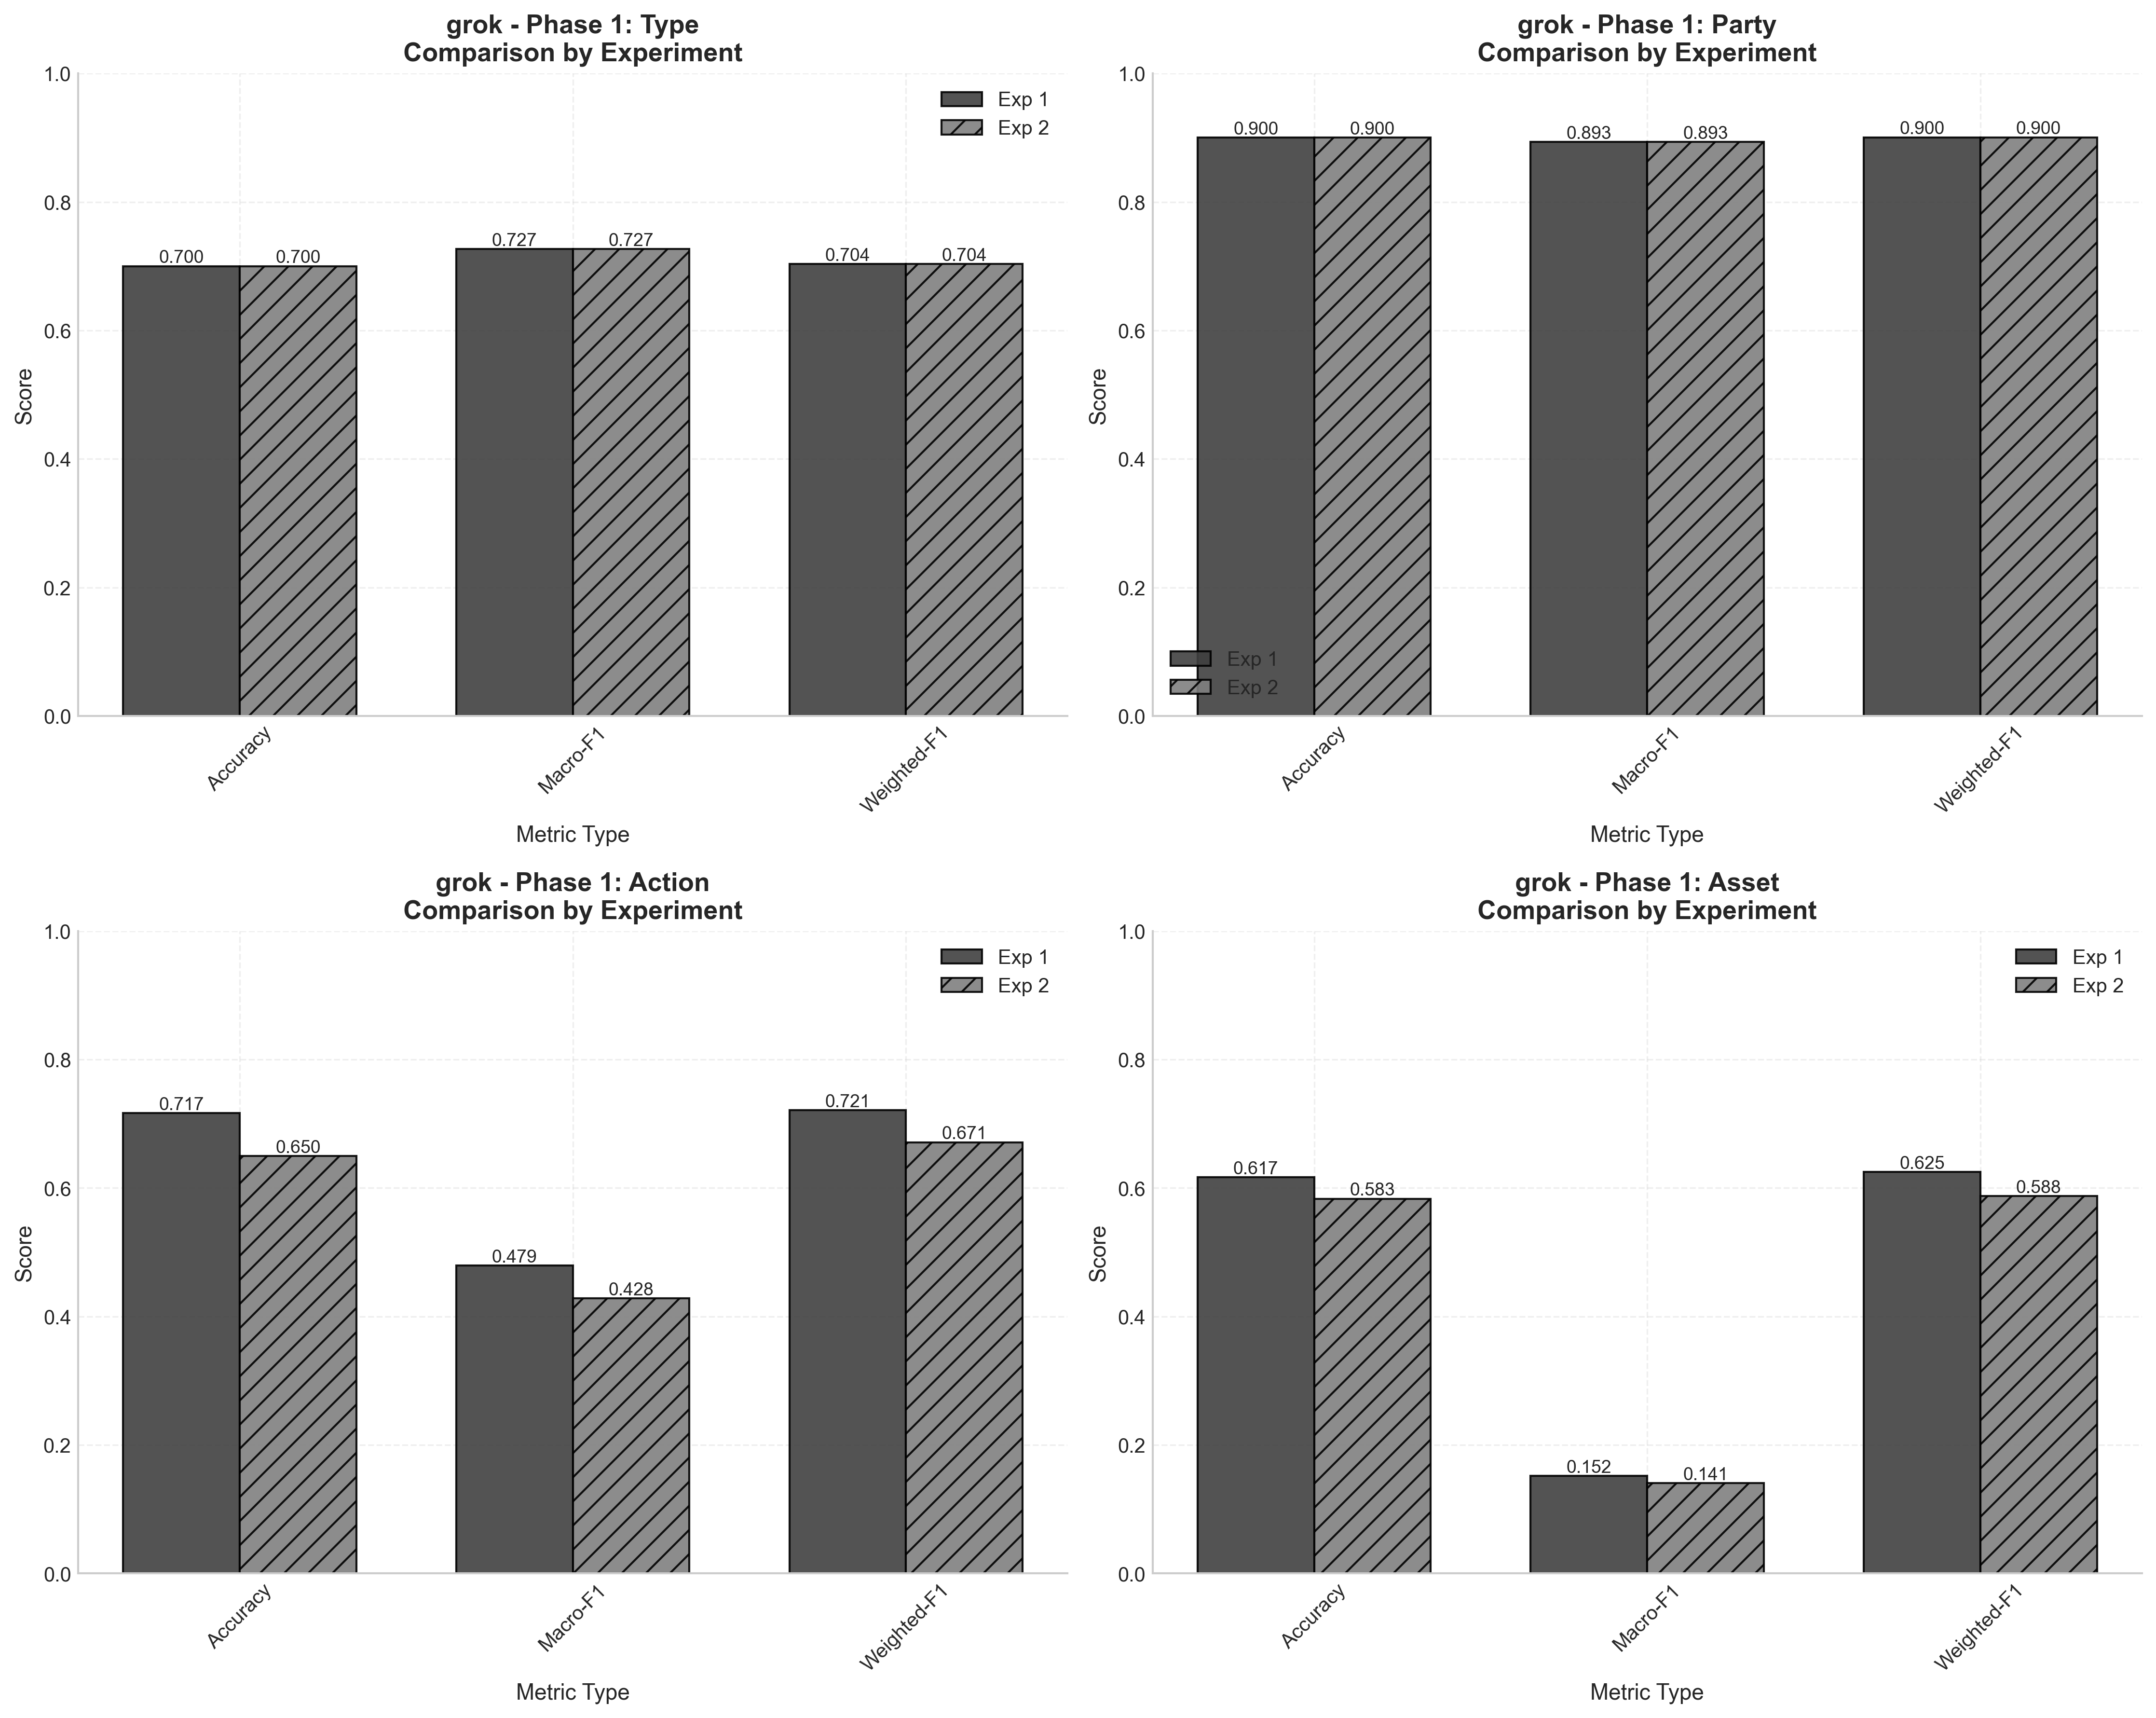 grok - Phase 1: Type
Comparison by Experiment
1.0
0.8
0.6
0.4
0.2
0.0
Score
Exp 1
Exp 2
0.700
0.700
0.727
0.727
0.704
0.704
Accuracy
Macro-F1
Weighted-F1
Metric Type
grok - Phase 1: Party
Comparison by Experiment
1.0
0.8
0.6
0.4
0.2
0.0
Score
0.900
0.900
0.893
0.893
0.900
0.900
Exp 1
Exp 2
Accuracy
Macro-F1
Weighted-F1
Metric Type
grok - Phase 1: Action
Comparison by Experiment
1.0
0.8
0.6
0.4
0.2
0.0
Score
Exp 1
Exp 2
0.717
0.650
0.479
0.428
0.721
0.671
Accuracy
Macro-F1
Weighted-F1
Metric Type
grok - Phase 1: Asset
Comparison by Experiment
1.0
0.8
0.6
0.4
0.2
0.0
Score
Exp 1
Exp 2
0.617
0.583
0.152
0.141
0.625
0.588
Accuracy
Macro-F1
Weighted-F1
Metric Type